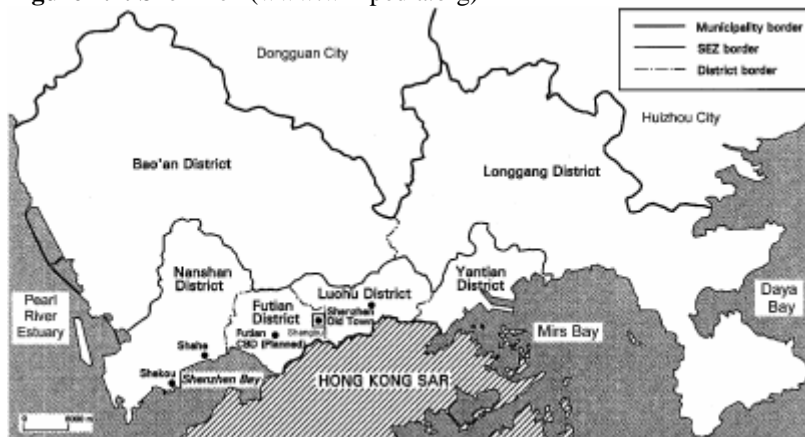 Municipality border
SEZ border
District border
Dongguan City
Huizhou City
Bao'an District
Longgang District
Nanshan
District
Yantian
District
Luohu District
Futian
District
Shenzhen
Old Town
Futian
CBD (Planned)
Pearl
River
Estuary
Daya
Bay
Mirs Bay
Shahe
Shekou
Shenzhen Bay
HONG KONG SAR
0